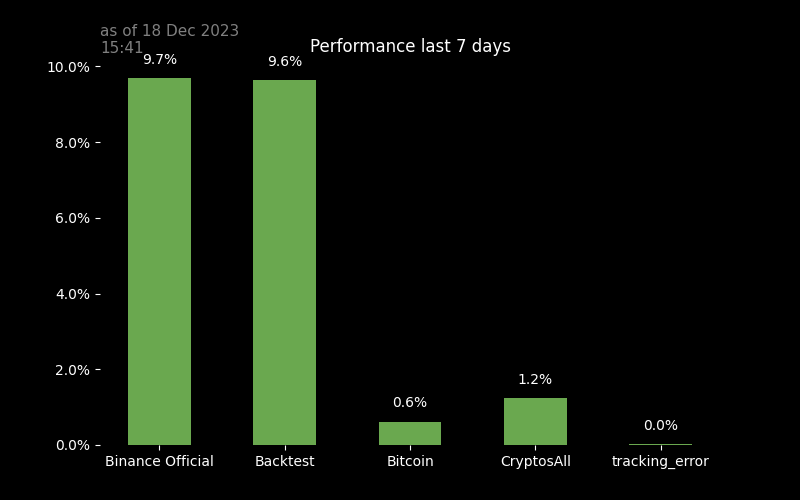 as of 18 Dec 2023
15:41
Performance last 7 days
10.0%
8.0%
6.0%
4.0%
2.0%
0.0%
9.7%
9.6%
0.6%
1.2%
0.0%
Binance Official
Backtest
Bitcoin
CryptosAll
tracking_error